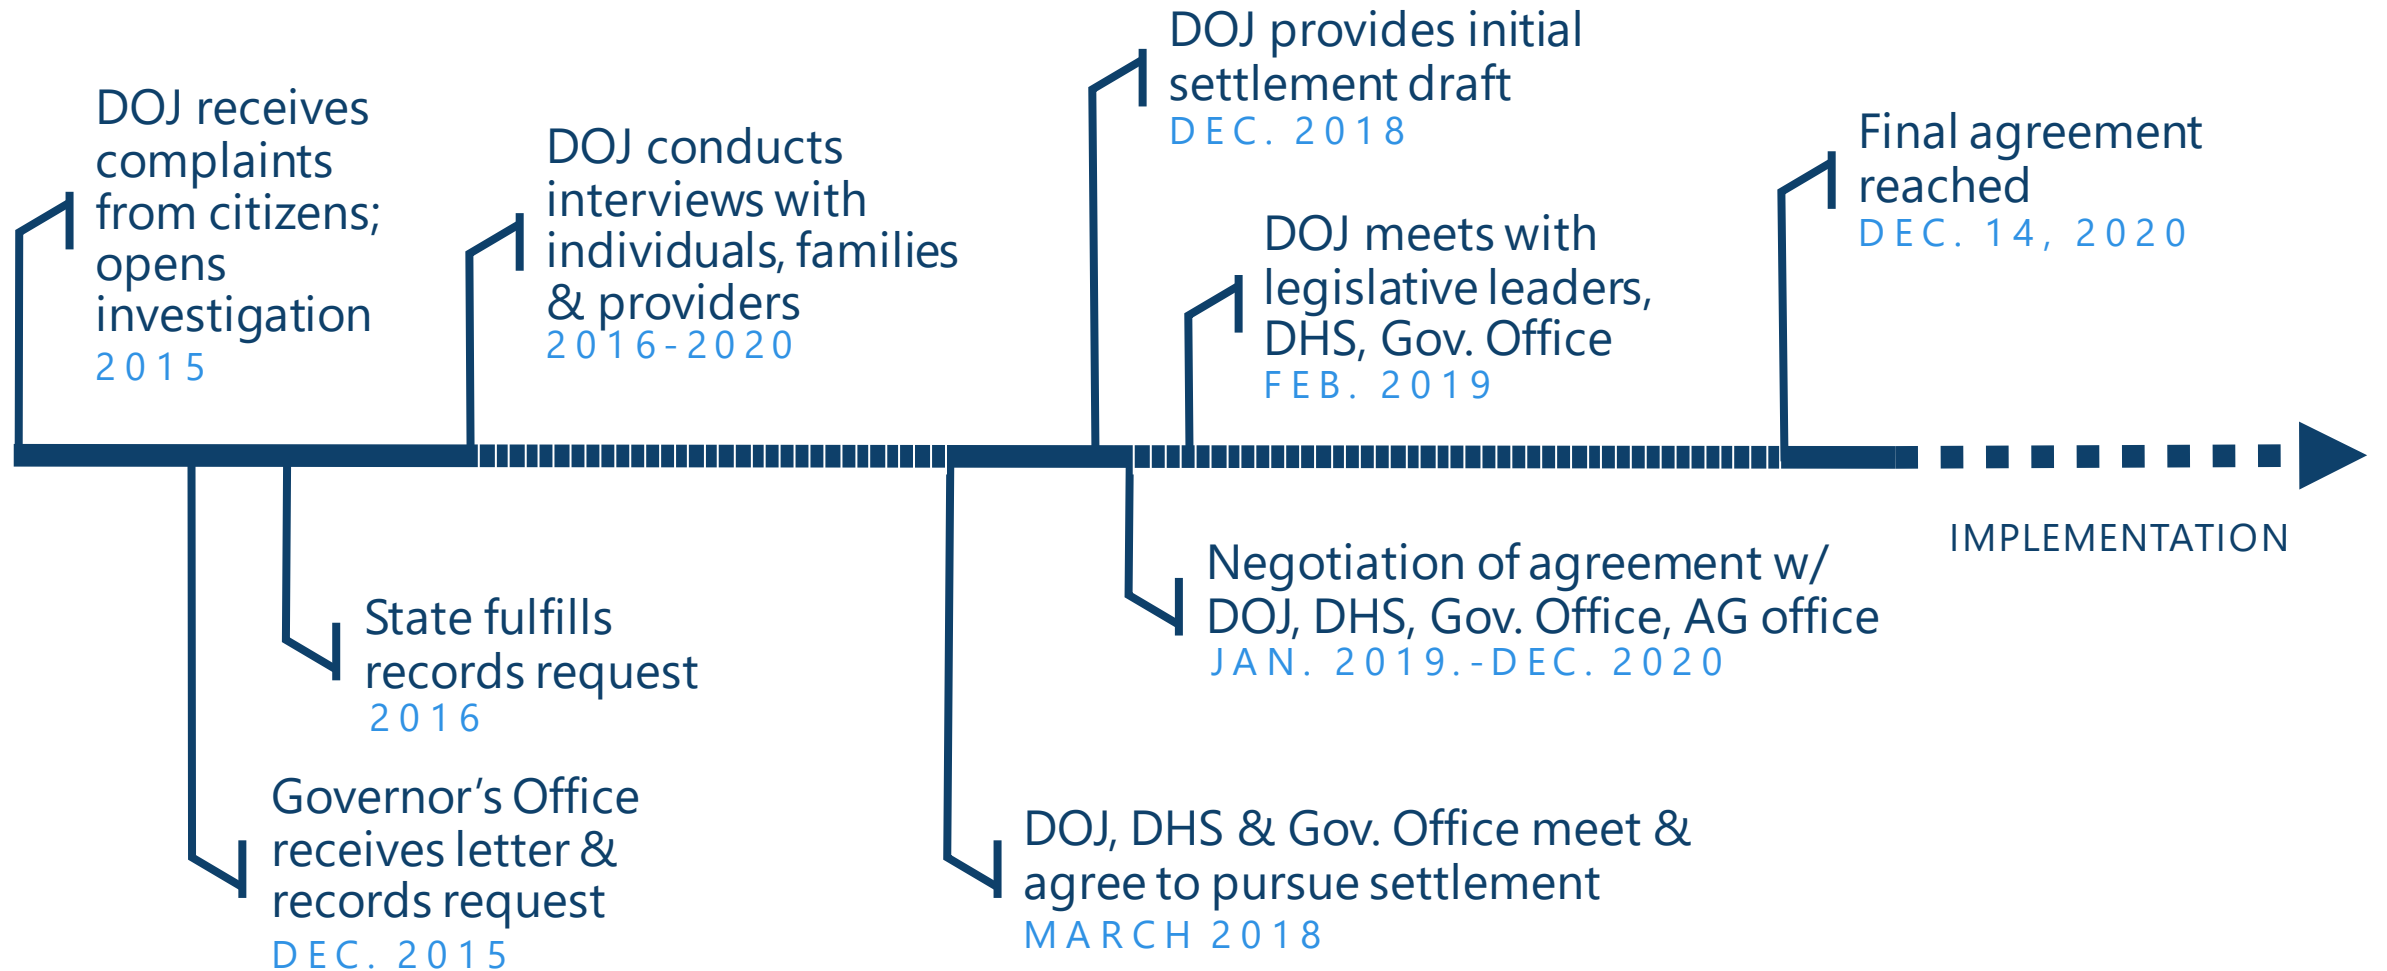 DOJ receives
complaints
from citizens;
opens
investigation
2015
DOJ conducts
interviews with
individuals, families
& providers
2016-2020
DOJ provides initial
settlement draft
DEC. 2018
DOJ meets with
legislative leaders,
DHS, Gov. Office
FEB. 2019
Final agreement
reached
DEC. 14, 2020
IMPLEMENTATION
State fulfills
records request
2016
Governor’s Office
receives letter &
records request
DEC. 2015
Negotiation of agreement w/
DOJ, DHS, Gov. Office, AG office
JAN. 2019.-DEC. 2020
DOJ, DHS & Gov. Office meet &
agree to pursue settlement
MARCH 2018